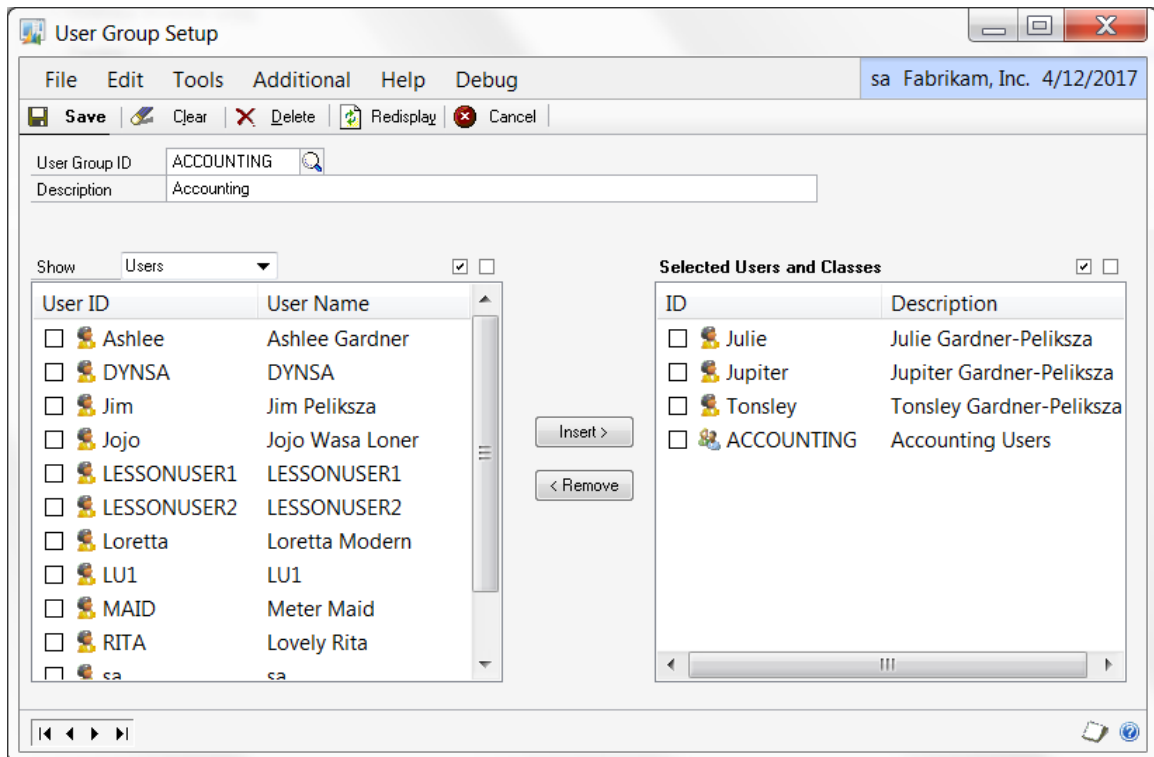 User Group Setup
File Edit Tools Additional Help Debug sa Fabrikam, Inc. 4/12/2017
Save Clear Delete Redisplay Cancel
User Group ID ACCOUNTING
Description Accounting
Show Users Selected Users and Classes
User ID User Name ID Description
Ashlee Ashlee Gardner Julie Julie Gardner-Peliksza
DYNSA DYNSA Jupiter Jupiter Gardner-Peliksza
Jim Jim Peliksza Tonsley Tonsley Gardner-Peliksza
Jojo Jojo Wasa Loner Insert > ACCOUNTING Accounting Users
LESSONUSER1 LESSONUSER1 < Remove
LESSONUSER2 LESSONUSER2
Loretta Loretta Modern
LU1 LU1
MAID Meter Maid
RITA Lovely Rita
sa sa